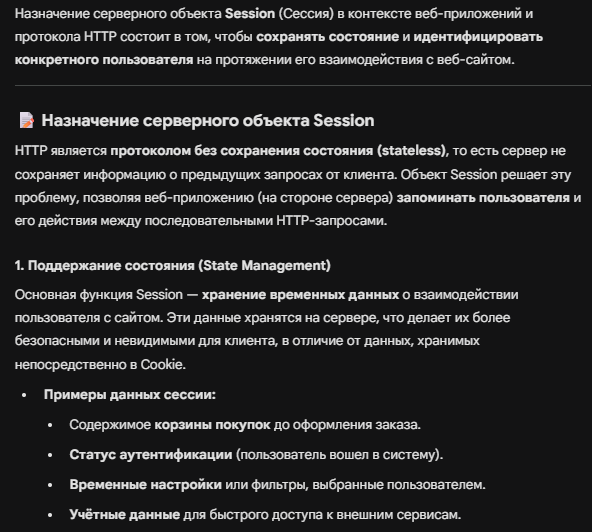 Назначение серверного объекта Session (Сессия) в контексте веб-приложений и
протокола HTTP состоит в том, чтобы сохранять состояние и идентифицировать
конкретного пользователя на протяжении его взаимодействия с веб-сайтом.
Назначение серверного объекта Session
HTTP является протоколом без сохранения состояния (stateless), то есть сервер не
сохраняет информацию о предыдущих запросах от клиента. Объект Session решает эту
проблему, позволяя веб-приложению (на стороне сервера) запоминать пользователя и
его действия между последовательными HTTP-запросами.
1. Поддержание состояния (State Management)
Основная функция Session — хранение временных данных о взаимодействии
пользователя с сайтом. Эти данные хранятся на сервере, что делает их более
безопасными и невидимыми для клиента, в отличие от данных, хранимых
непосредственно в Cookie.
• Примеры данных сессии:
• Содержимое корзины покупок до оформления заказа.
• Статус аутентификации (пользователь вошел в систему).
• Временные настройки или фильтры, выбранные пользователем.
• Учётные данные для быстрого доступа к внешним сервисам.